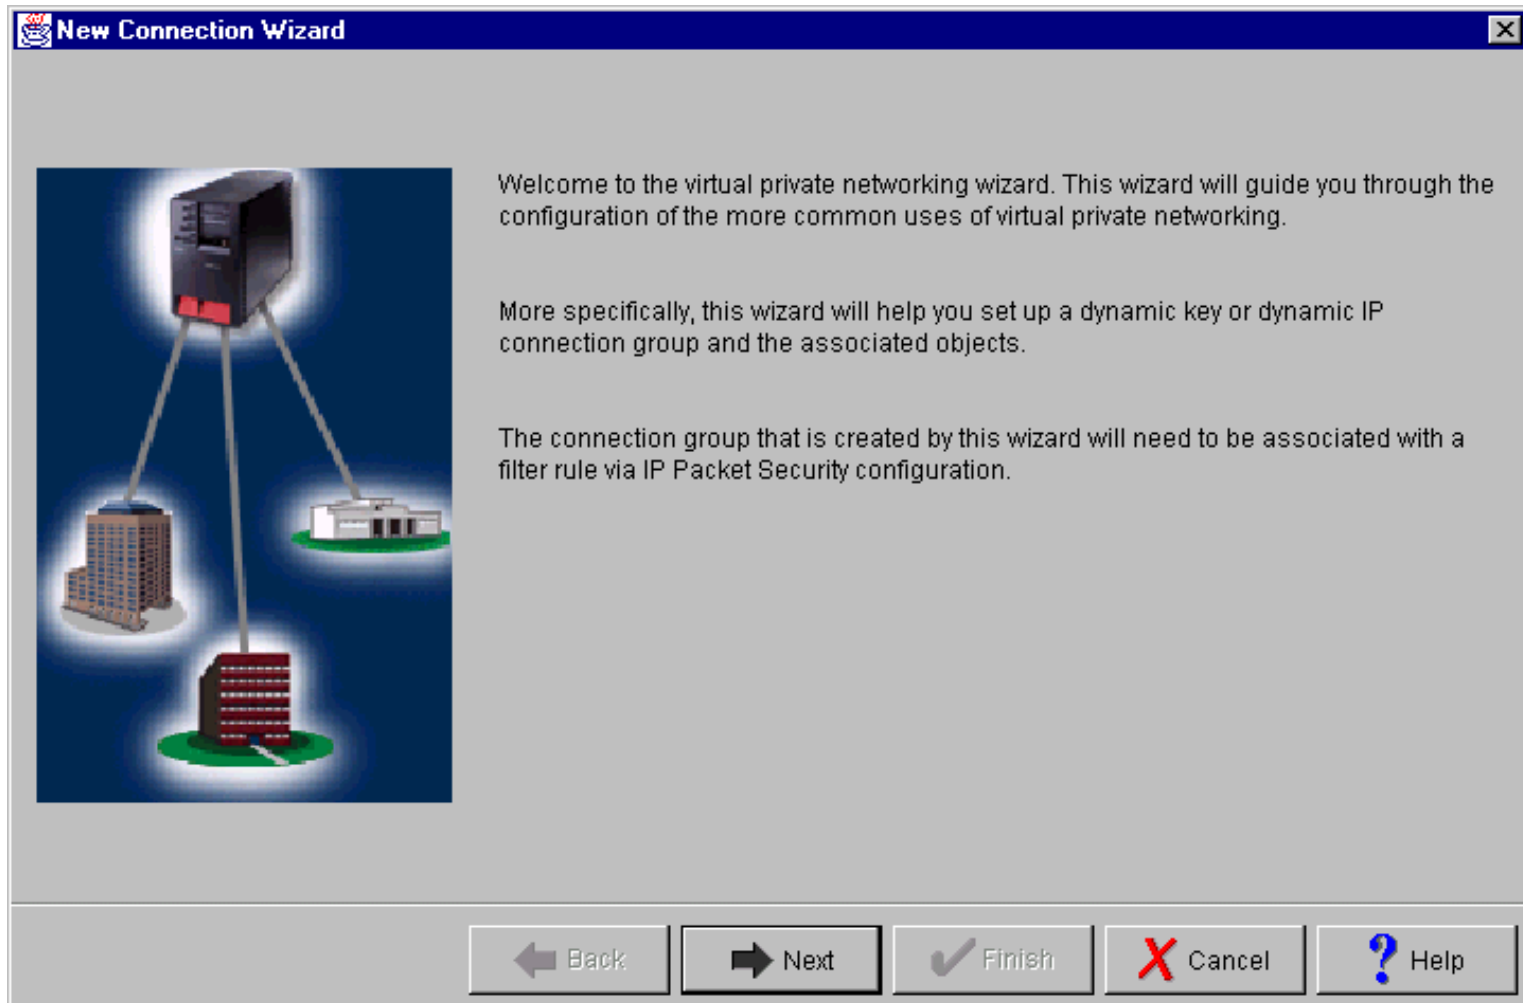 New Connection Wizard
Welcome to the virtual private networking wizard. This wizard will guide you through the
configuration of the more common uses of virtual private networking.
More specifically, this wizard will help you set up a dynamic key or dynamic IP
connection group and the associated objects.
The connection group that is created by this wizard will need to be associated with a
filter rule via IP Packet Security configuration.
Back
Next
Finish
Cancel
Help